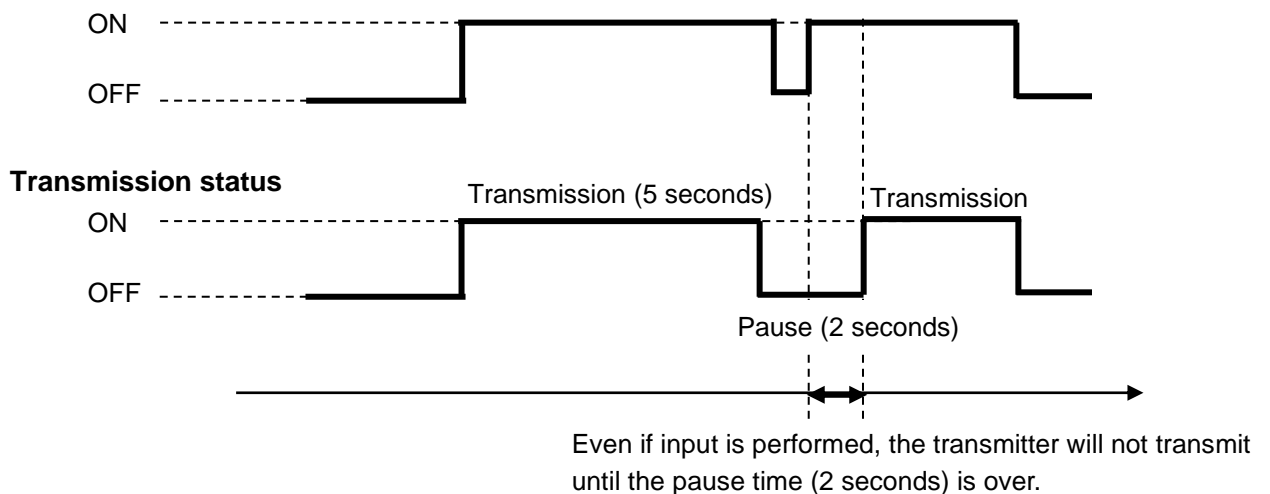 ON
OFF
Transmission status
Transmission (5 seconds)
Transmission
ON
OFF
Pause (2 seconds)
Even if input is performed, the transmitter will not transmit
until the pause time (2 seconds) is over.